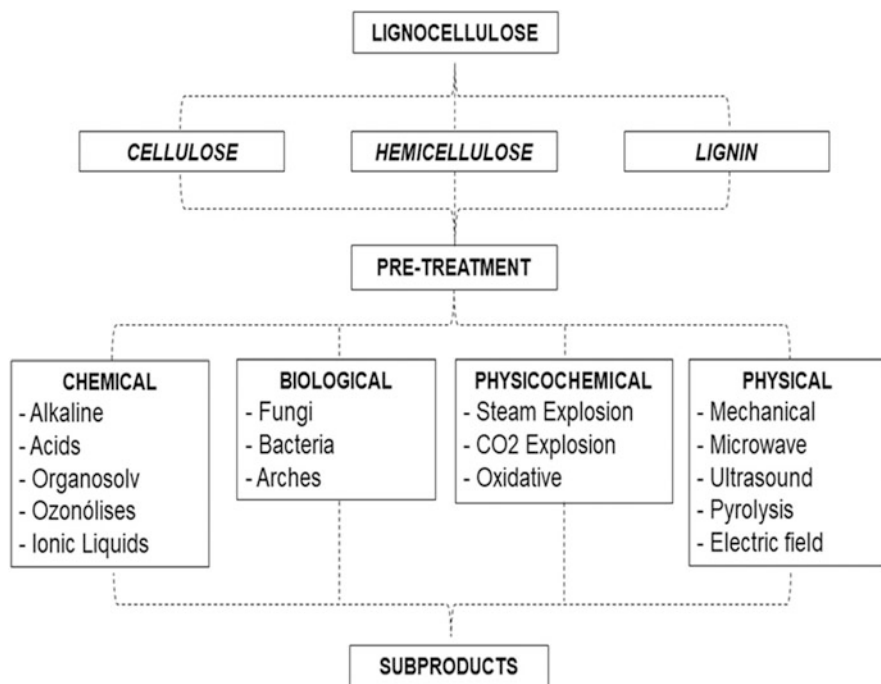 LIGNOCELLULOSE
CELLULOSE
HEMICELLULOSE
LIGNIN
PRE-TREATMENT
CHEMICAL
- Alkaline
- Acids
- Organosolv
- Ozonólises
- Ionic Liquids
BIOLOGICAL
- Fungi
- Bacteria
- Arches
PHYSICOCHEMICAL
- Steam Explosion
- CO2 Explosion
- Oxidative
PHYSICAL
- Mechanical
- Microwave
- Ultrasound
- Pyrolysis
- Electric field
SUBPRODUCTS